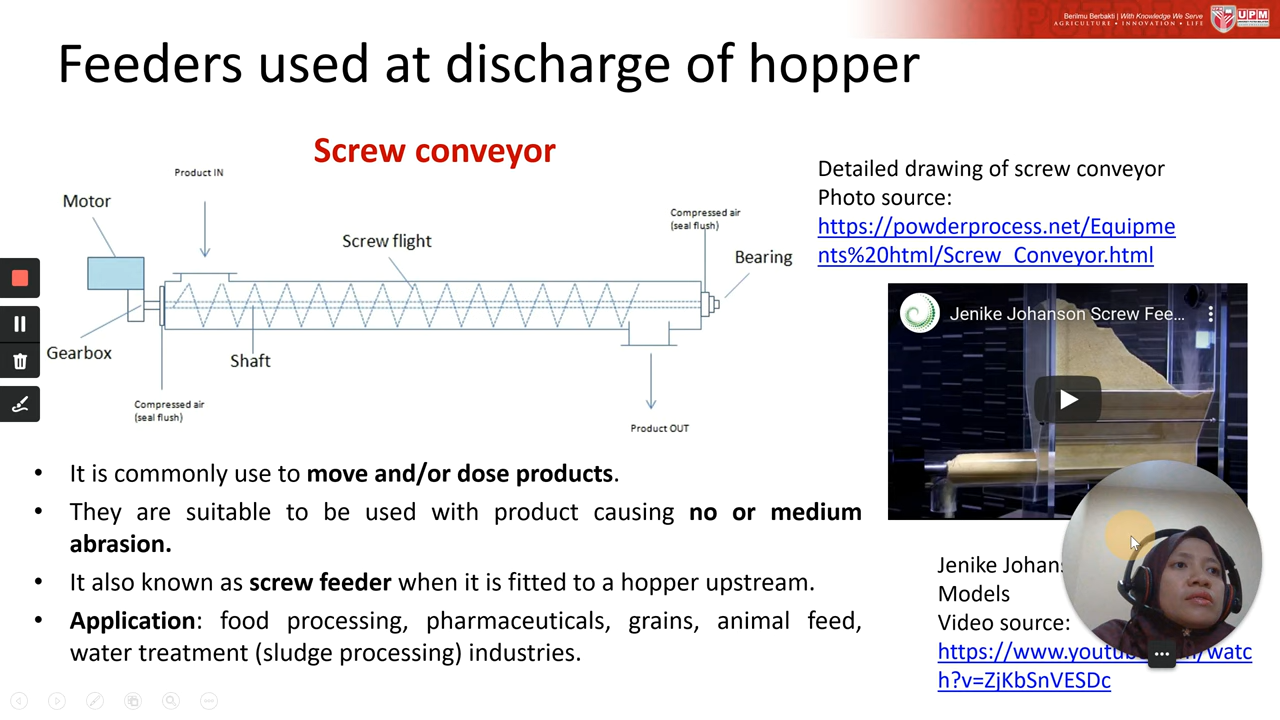 Berilmu Berbakti | With Knowledge We Serve
AGRICULTURE • INNOVATION • LIFE
UPM
Feeders used at discharge of hopper
Screw conveyor
Product IN
Motor
Screw flight
Compressed air
(seal flush)
Bearing
Gearbox
Shaft
Compressed air
(seal flush)
Product OUT
• It is commonly use to move and/or dose products.
• They are suitable to be used with product causing no or medium
abrasion.
• It also known as screw feeder when it is fitted to a hopper upstream.
• Application: food processing, pharmaceuticals, grains, animal feed,
water treatment (sludge processing) industries.
Detailed drawing of screw conveyor
Photo source:
https://powderprocess.net/Equipme
nts%20html/Screw_Conveyor.html
Jenike Johanson Screw Fee...
Jenike Johans
Models
Video source:
https://www.youtub m/watc
h?v=ZjKbSnVESDc